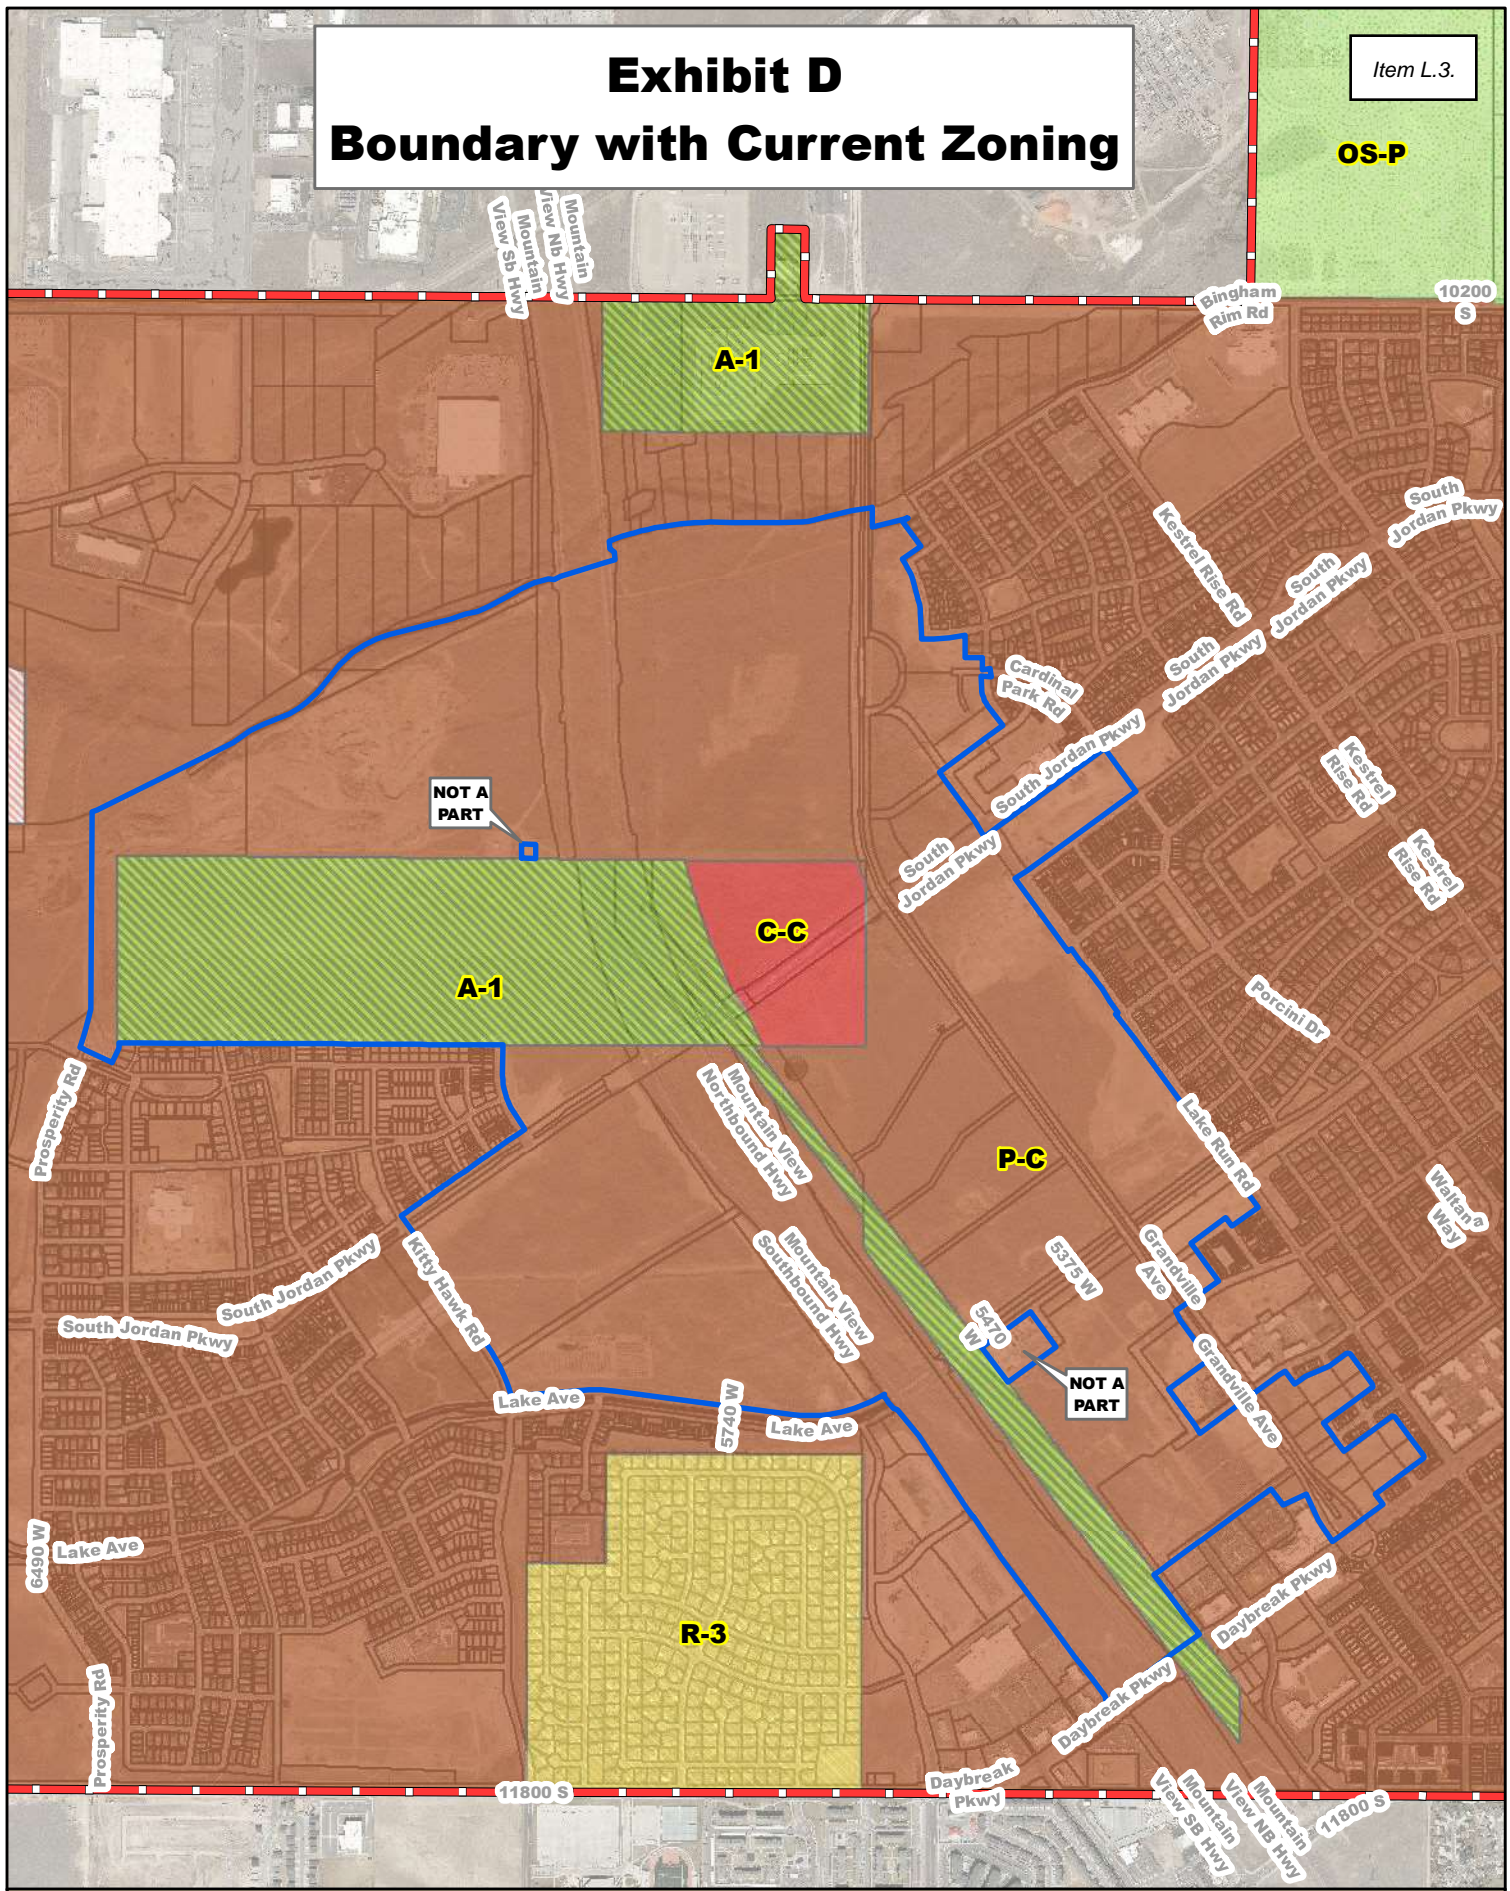 Exhibit D
Boundary with Current Zoning
Item L.3.
OS-P
Mountain
View Sb Hwy
Mountain
View Nb Hwy
Bingham
Rim Rd
10200
S
A-1
South
Jordan Pkwy
Kestrel Rise Rd
South
Jordan Pkwy
South
Jordan Pkwy
Cardinal
Park Rd
South Jordan Pkwy
Kestrel
Rise Rd
NOT A
PART
South
Jordan Pkwy
Kestrel
Rise Rd
C-C
A-1
Porcini Dr
Prosperity Rd
Mountain View
Northbound Hwy
Lake Run Rd
P-C
Waltana
Way
Mountain View
Southbound Hwy
5375 W
Grandville
Ave
South Jordan Pkwy
Kitty Hawk Rd
South Jordan Pkwy
5470
W
Grandville Ave
NOT A
PART
Lake Ave
5740 W
Lake Ave
6490 W
Lake Ave
R-3
Daybreak Pkwy
Daybreak Pkwy
Prosperity Rd
11800 S
Daybreak
Pkwy
Mountain
View SB Hwy
Mountain
View NB Hwy
11800 S